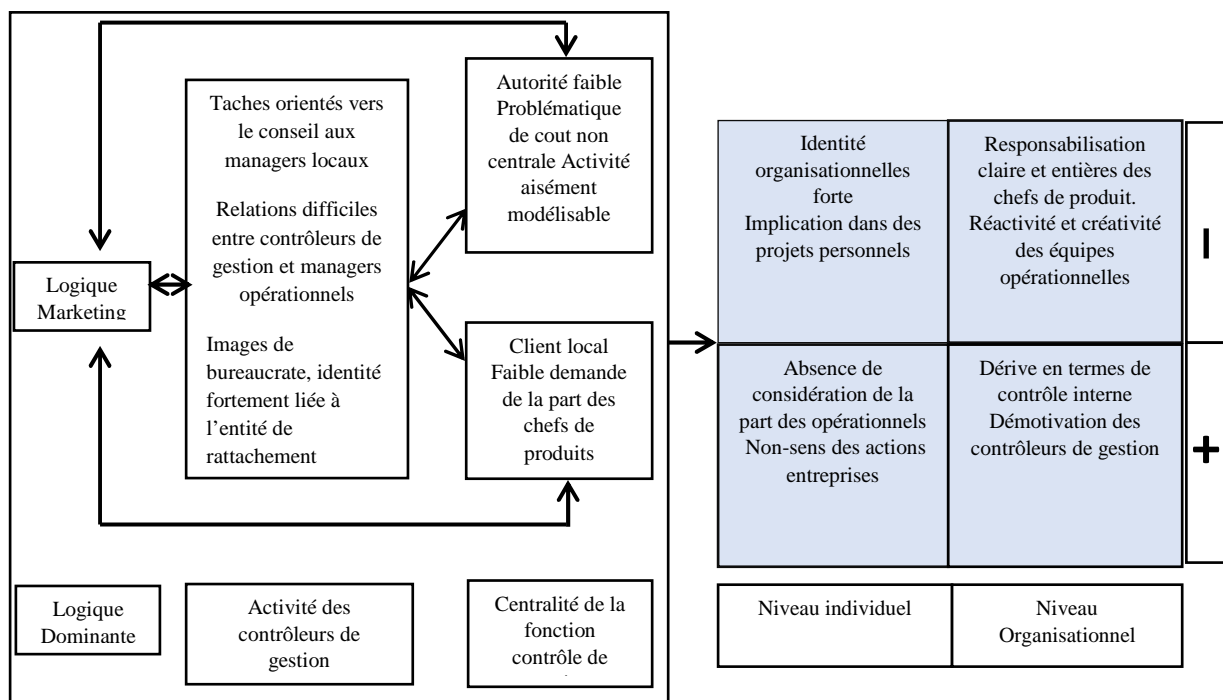 Logique
Marketing
Taches orientés vers
le conseil aux
managers locaux
Relations difficiles
entre contrôleurs de
gestion et managers
opérationnels
Images de
bureaucrate, identité
fortement liée à
l'entité de
rattachement
Autorité faible
Problématique
de cout non
centrale Activité
aisément
modélisable
Client local
Faible demande
de la part des
chefs de
produits
Identité
organisationnelles
forte
Implication dans des
projets personnels
Responsabilisation
claire et entières des
chefs de produit.
Réactivité et créativité
des équipes
opérationnelles
-
Absence de
considération de la
part des opérationnels
Non-sens des actions
entreprises
Dérive en termes de
contrôle interne
Démotivation des
contrôleurs de gestion
+
Logique
Dominante
Activité des
contrôleurs de
gestion
Centralité de la
fonction
contrôle de
Niveau individuel
Niveau
Organisationnel